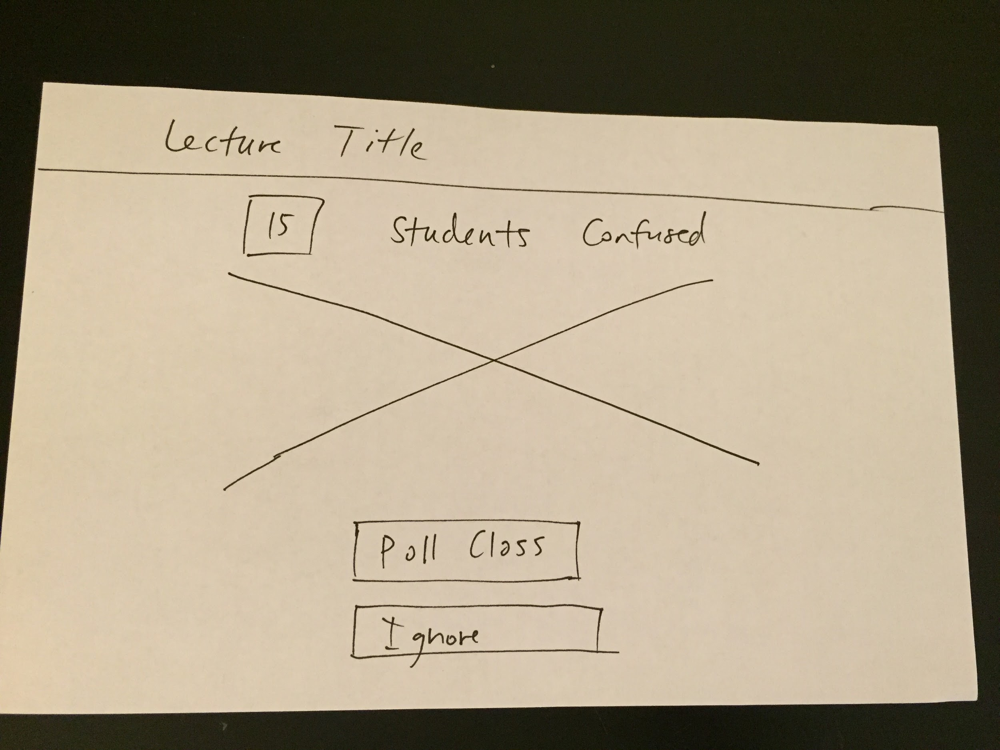 Lecture Title
15 Students Confused
Poll Class
Ignore